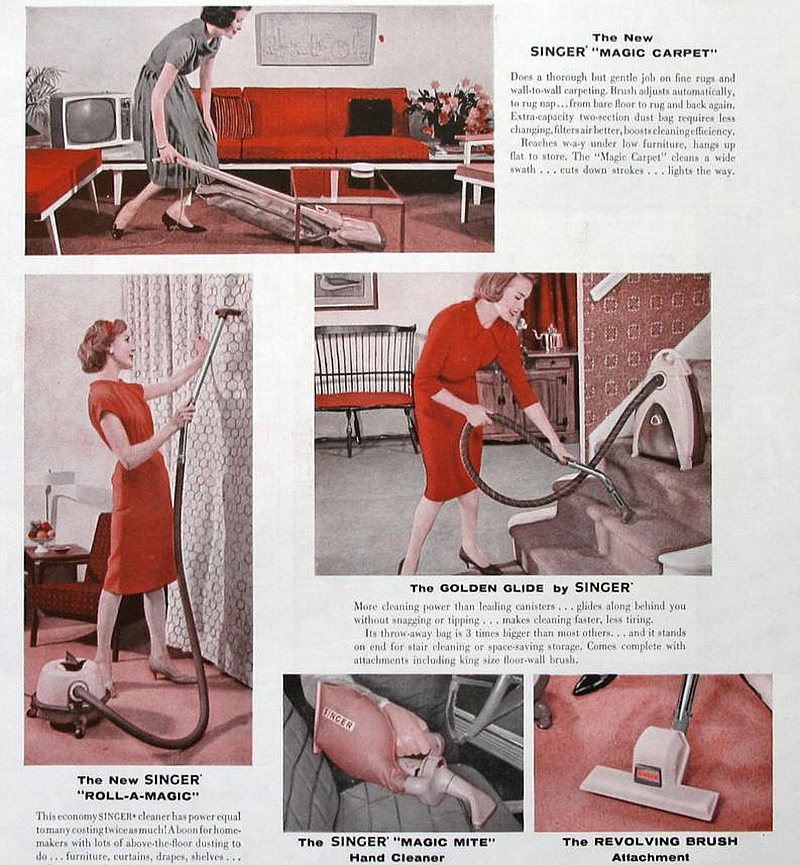 The New
SINGER* "MAGIC CARPET"
Does a thorough but gentle job on fine rugs and
wall-to-wall carpeting. Brush adjusts automatically,
to rug nap...from bare floor to rug and back again.
Extra-capacity two-section dust bag requires less
changing, filters air better, boosts cleaning efficiency.
Reaches w-a-y under low furniture, hangs up
flat to store. The "Magic Carpet" cleans a wide
swath . . . cuts down strokes . . . lights the way.
The GOLDEN GLIDE by SINGER*
More cleaning power than leading canisters . . . glides along behind you
without snagging or tipping . . . makes cleaning faster, less tiring.
Its throw-away bag is 3 times bigger than most others. . . and it stands
on end for stair cleaning or space-saving storage. Comes complete with
attachments including king size floor-wall brush.
The New SINGER*
"ROLL-A-MAGIC"
This economy SINGER* cleaner has power equal
to many costing twice as much! A boon for home-
makers with lots of above-the-floor dusting to
do . . . furniture, curtains, drapes, shelves . . .
SINGER
The SINGER* "MAGIC MITE"
Hand Cleaner
SINGER
The REVOLVING BRUSH
Attachment